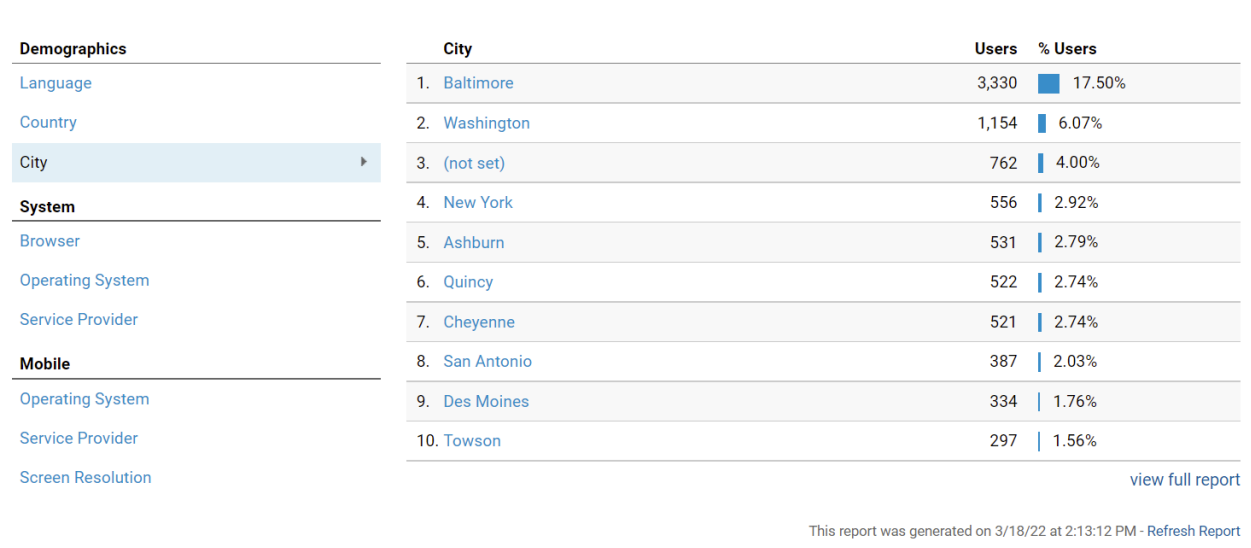 Demographics
Language
Country
City
System
Browser
Operating System
Service Provider
Mobile
Operating System
Service Provider
Screen Resolution
City Users % Users
1. Baltimore 3,330 17.50%
2. Washington 1,154 6.07%
3. (not set) 762 4.00%
4. New York 556 2.92%
5. Ashburn 531 2.79%
6. Quincy 522 2.74%
7. Cheyenne 521 2.74%
8. San Antonio 387 2.03%
9. Des Moines 334 1.76%
10. Towson 297 1.56%
view full report
This report was generated on 3/18/22 at 2:13:12 PM - Refresh Report